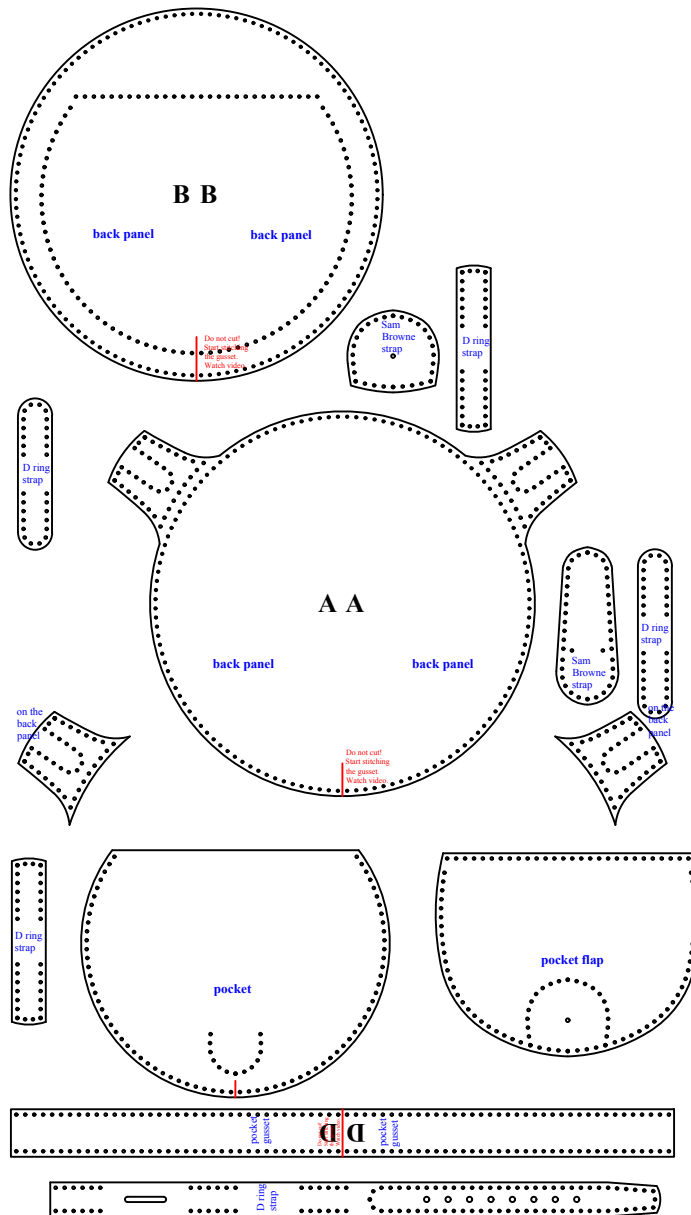 B B
back panel back panel
Do not cut!
Start stitching
the gusset.
Watch video.
Sam
Browne
strap
D ring
strap
D ring
strap
A A
back panel back panel
Do not cut!
Start stitching
the gusset.
Watch video.
Sam
Browne
strap
D ring
strap
on the
back
panel
on the
back
panel
D ring
strap
pocket
pocket flap
pocket
gusset
D D
pocket
gusset
D ring
strap